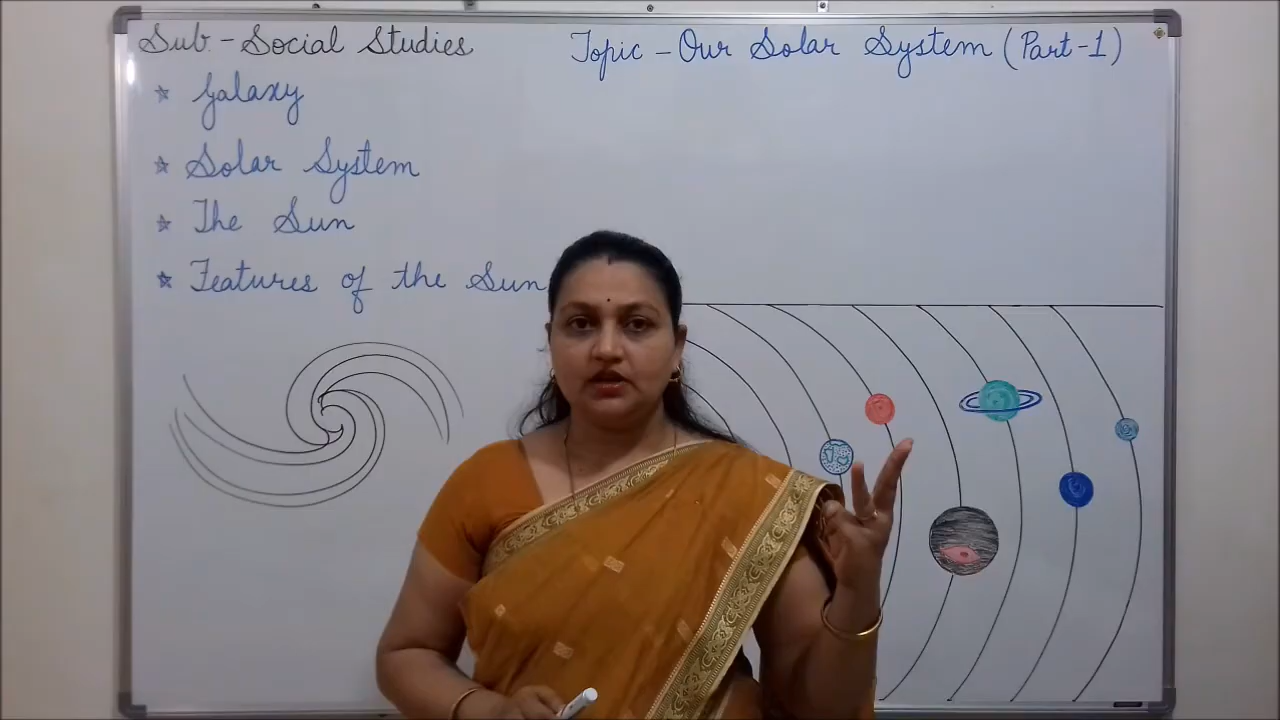 Sub - Social Studies
Topic - Our Solar System (Part-1)
Galaxy
Solar System
The Sun
Features of the Sun